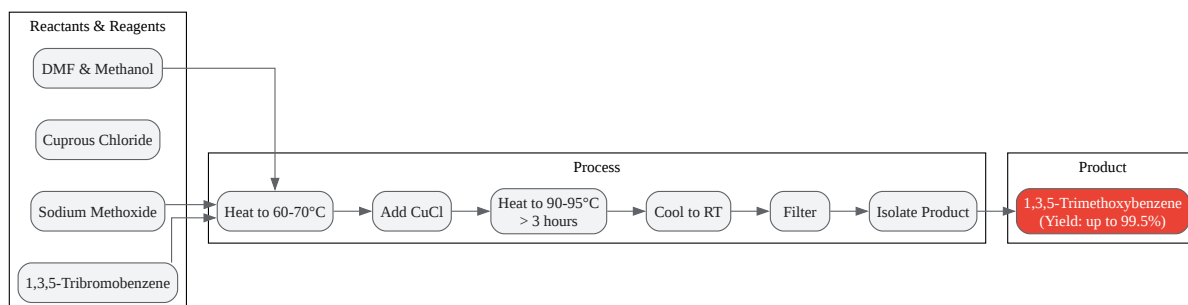 Reactants & Reagents
DMF & Methanol
Cuprous Chloride
Sodium Methoxide
1,3,5-Tribromobenzene
Process
Heat to 60-70°C
Add CuCl
Heat to 90-95°C
> 3 hours
Cool to RT
Filter
Isolate Product
Product
1,3,5-Trimethoxybenzene
(Yield: up to 99.5%)